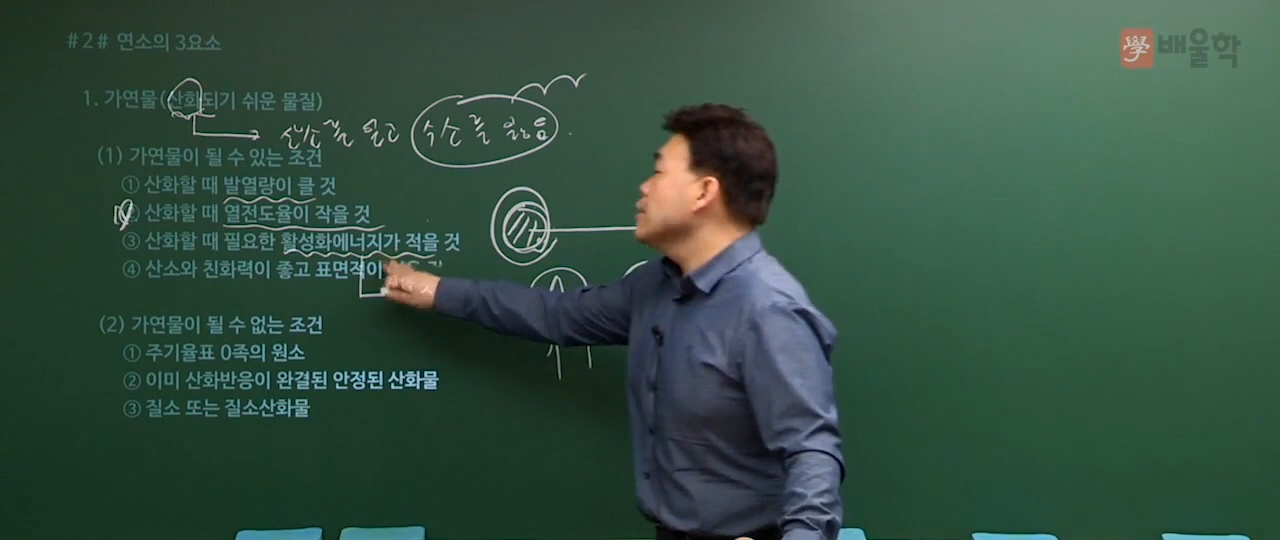 #2# 연소의 3요소
學 배울학
1. 가연물(산화되기 쉬운 물질)
산소를 얻고 수소를 잃음.
(1) 가연물이 될 수 있는 조건
① 산화할 때 발열량이 클 것
② 산화할 때 열전도율이 작을 것
③ 산화할 때 필요한 활성화에너지가 적을 것
④ 산소와 친화력이 좋고 표면적이
(2) 가연물이 될 수 없는 조건
① 주기율표 0족의 원소
② 이미 산화반응이 완결된 안정된 산화물
③ 질소 또는 질소산화물